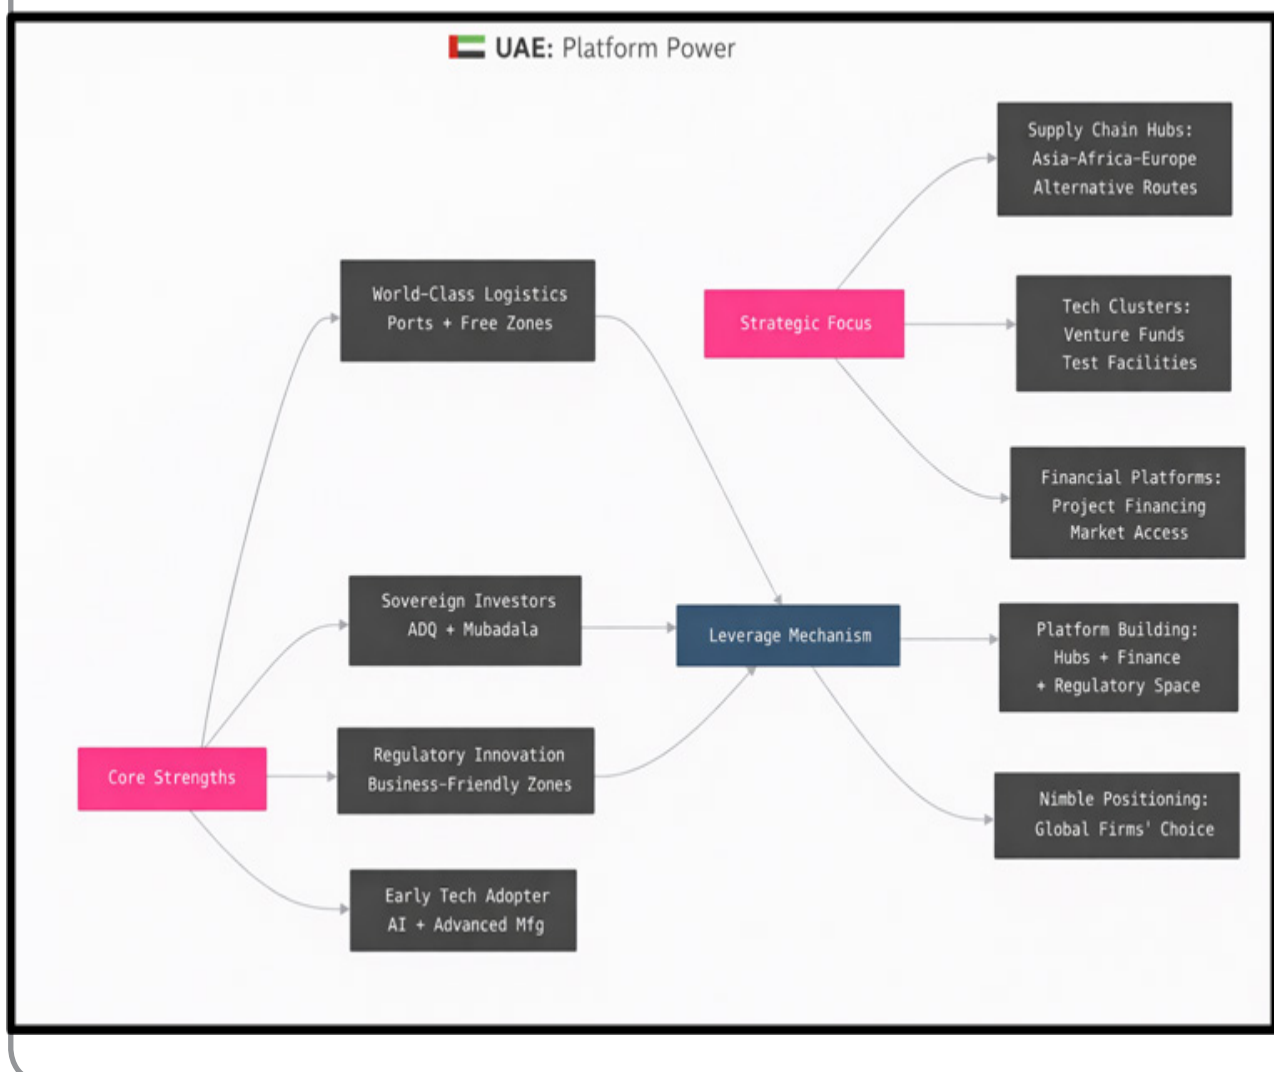 UAE: Platform Power
Supply Chain Hubs:
Asia-Africa-Europe
Alternative Routes
World-Class Logistics
Ports + Free Zones
Strategic Focus
Tech Clusters:
Venture Funds
Test Facilities
Financial Platforms:
Project Financing
Market Access
Sovereign Investors
ADQ + Mubadala
Leverage Mechanism
Platform Building:
Hubs + Finance
+ Regulatory Space
Core Strengths
Regulatory Innovation
Business-Friendly Zones
Nimble Positioning:
Global Firms' Choice
Early Tech Adopter
AI + Advanced Mfg